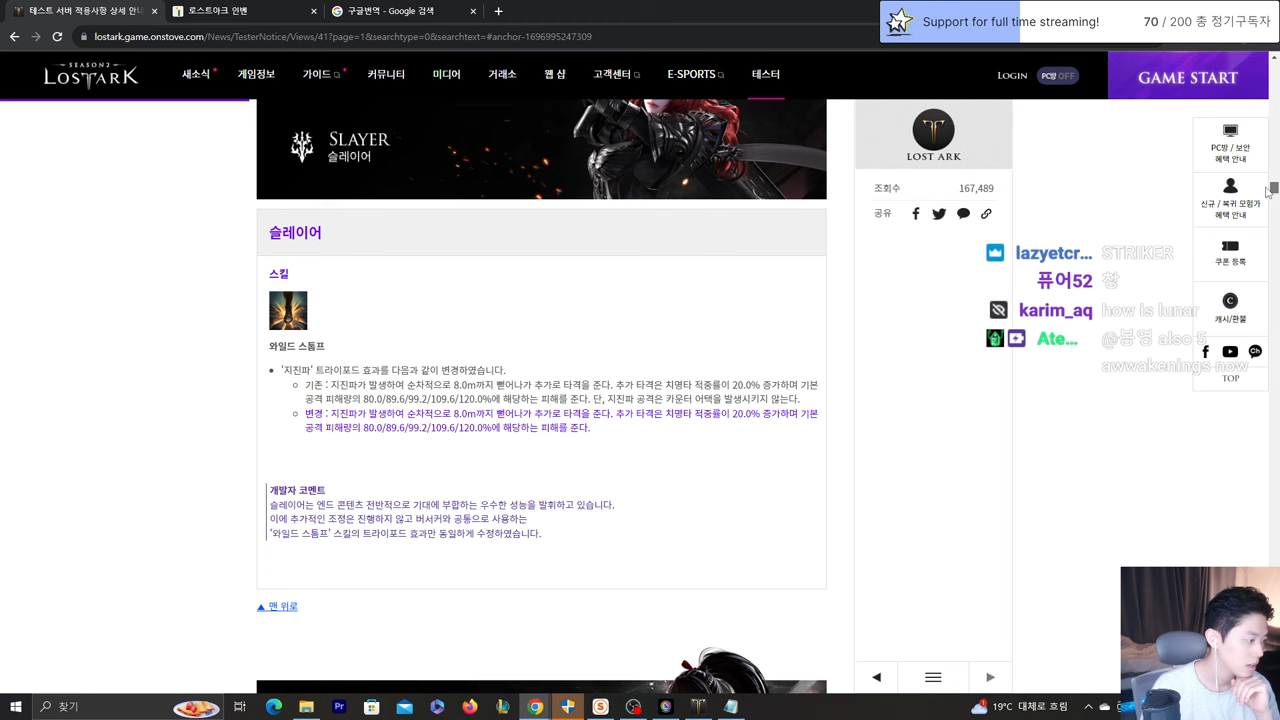 테스트 서버 적용사항 상세 안내
로스트아크 인벤
구글번역 - Google 검색
Support for full time streaming!
70 / 200 종 정기구독자
lostark.game.onstove.com/News/TesterNotice/Views/41?page=1&searchtype=0&searchtext=#anchor-1696995247309
SEASON2
LOSTARK
새소식
게임정보
가이드
커뮤니티
미디어
거래소
웹 샵
고객센터
E-SPORTS
테스터
LOGIN
PC방 OFF
GAME START
SLAYER
슬레이어
LOST ARK
조회수 167,489
공유
PC방 / 보안
혜택 안내
신규 / 복귀 모험가
혜택 안내
쿠폰 등록
C
캐시/환불
Ch
TOP
슬레이어
스킬
와일드 스톰프
'지진파' 트라이포드 효과를 다음과 같이 변경하였습니다.
기존 : 지진파가 발생하여 순차적으로 8.0m까지 뻗어나가 추가로 타격을 준다. 추가 타격은 치명타 적중률이 20.0% 증가하며 기본
공격 피해량의 80.0/89.6/99.2/109.6/120.0%에 해당하는 피해를 준다. 단, 지진파 공격은 카운터 어택을 발생시키지 않는다.
변경 : 지진파가 발생하여 순차적으로 8.0m까지 뻗어나가 추가로 타격을 준다. 추가 타격은 치명타 적중률이 20.0% 증가하며 기본
공격 피해량의 80.0/89.6/99.2/109.6/120.0%에 해당하는 피해를 준다.
개발자 코멘트
슬레이어는 엔드 콘텐츠 전반적으로 기대에 부합하는 우수한 성능을 발휘하고 있습니다.
이에 추가적인 조정은 진행하지 않고 버서커와 공통으로 사용하는
'와일드 스톰프' 스킬의 트라이포드 효과만 동일하게 수정하였습니다.
▲ 맨 위로
lazyetcr... STRIKER
퓨어52 창
karim_aq how is lunar
Ate... @봉영 also 5
awwakenings now
찾기
19°C 대체로 흐림